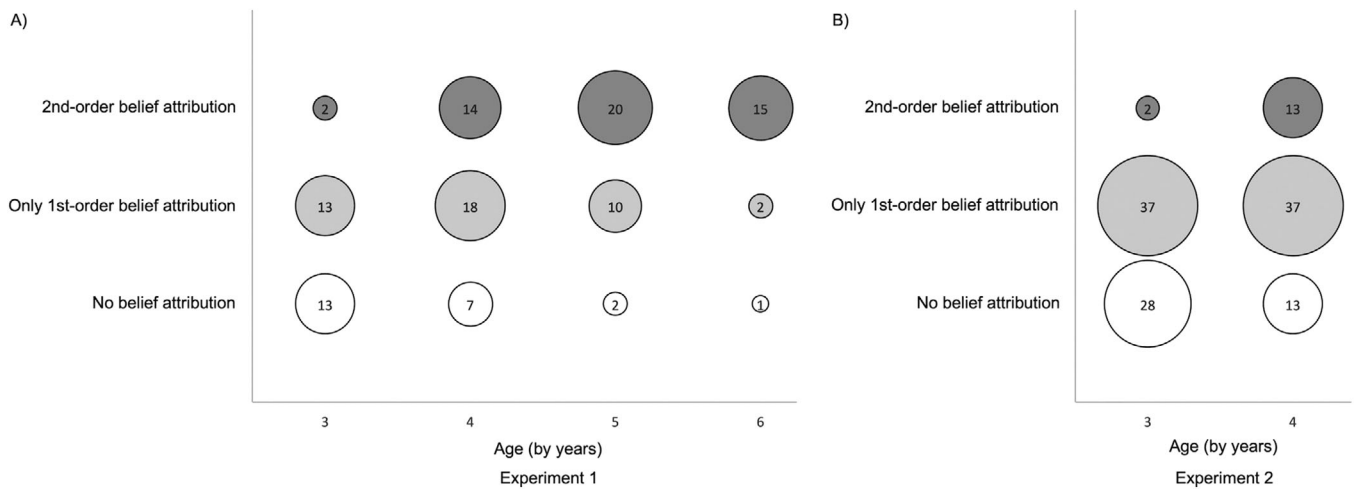 A)
2nd-order belief attribution
2
14
20
15
Only 1st-order belief attribution
13
18
10
2
No belief attribution
13
7
2
1
3
4
5
6
Age (by years)
Experiment 1
B)
2nd-order belief attribution
2
13
Only 1st-order belief attribution
37
37
No belief attribution
28
13
3
4
Age (by years)
Experiment 2